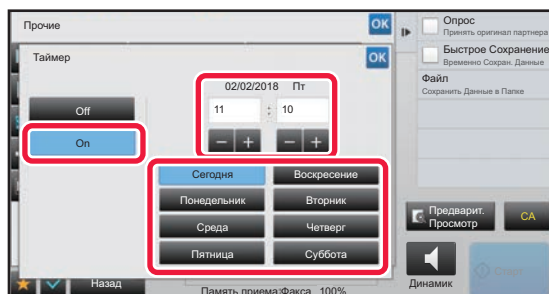 Прочие
OK
Таймер
OK
02/02/2018 Пт
11 : 10
Off
On
Сегодня
Воскресение
Понедельник
Вторник
Среда
Четверг
Пятница
Суббота
Назад
Память приема:Факса 100%
Опрос
Принять оригинал партнера
Быстрое Сохранение
Временно Сохран. Данные
Файл
Сохранить Данные в Папке
Предварит.
Просмотр
CA
Динамик
Старт